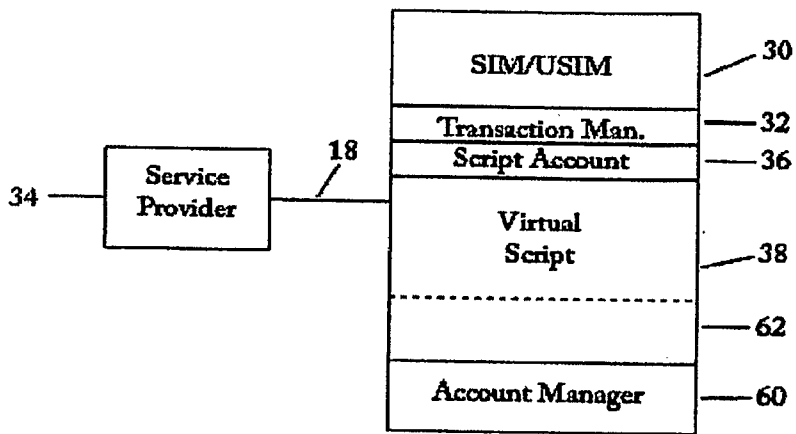 SIM/USIM
30
Transaction Man.
32
Script Account
36
18
34
Service
Provider
Virtual
Script
38
62
Account Manager
60